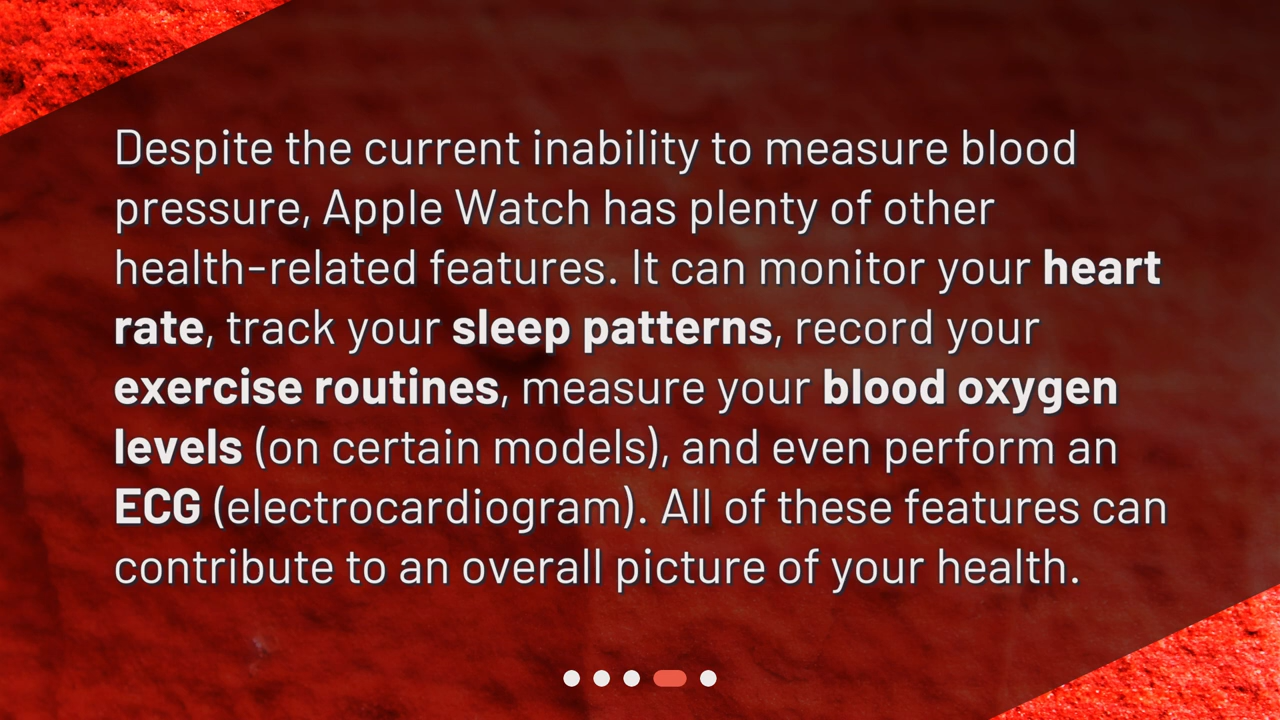 Despite the current inability to measure blood
pressure, Apple Watch has plenty of other
health-related features. It can monitor your heart
rate, track your sleep patterns, record your
exercise routines, measure your blood oxygen
levels (on certain models), and even perform an
ECG (electrocardiogram). All of these features can
contribute to an overall picture of your health.